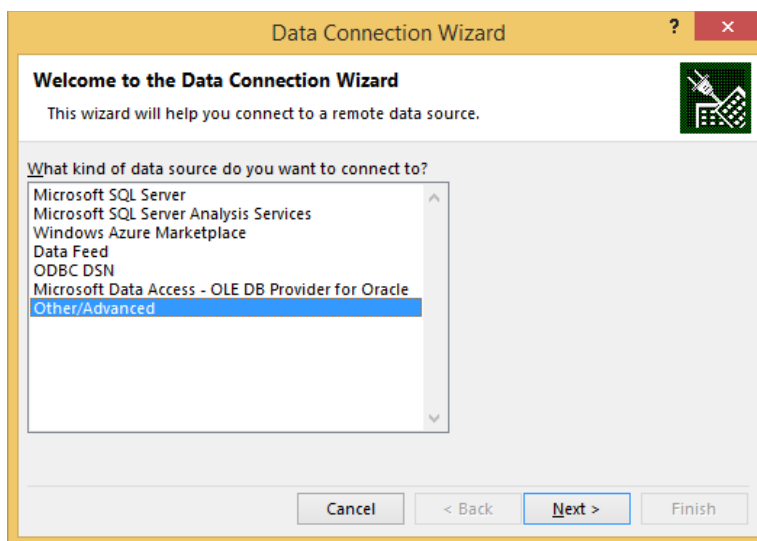 Data Connection Wizard
?
Welcome to the Data Connection Wizard
This wizard will help you connect to a remote data source.
What kind of data source do you want to connect to?
Microsoft SQL Server
Microsoft SQL Server Analysis Services
Windows Azure Marketplace
Data Feed
ODBC DSN
Microsoft Data Access - OLE DB Provider for Oracle
Other/Advanced
Cancel < Back Next > Finish